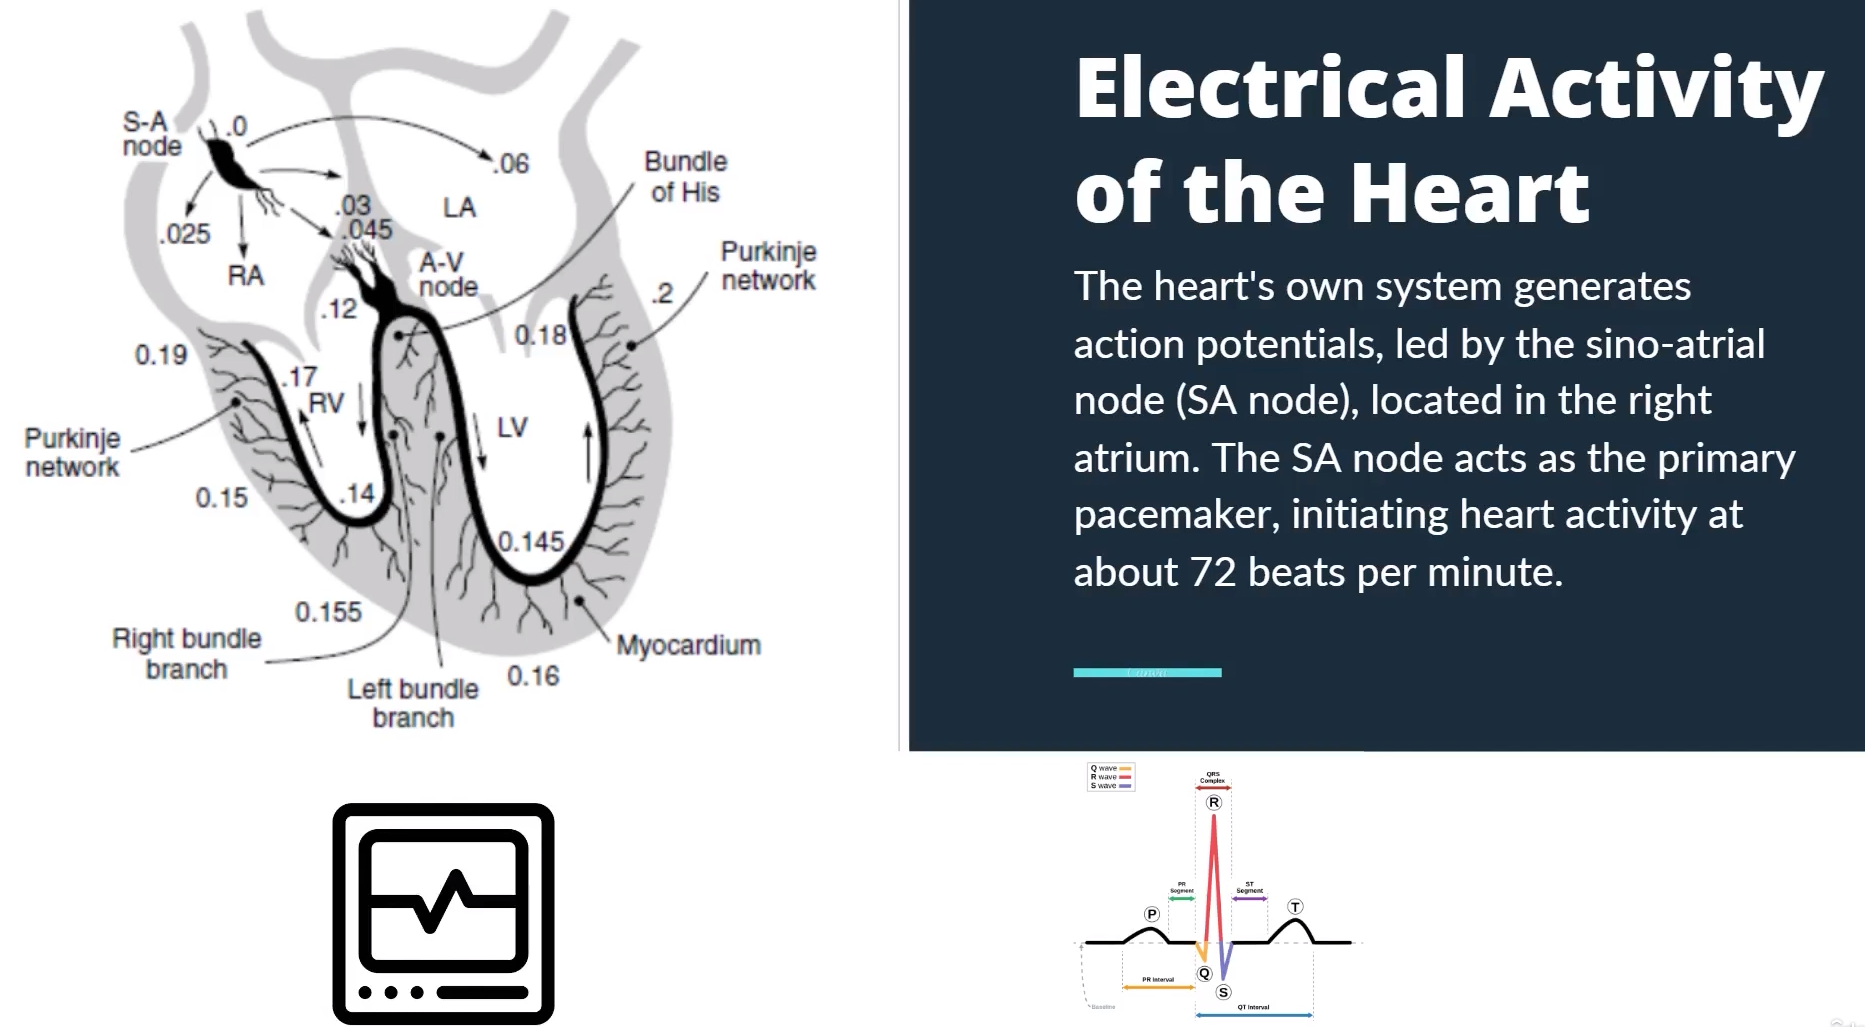 S-A
node
.0
.06
.03
.045
.025
RA
LA
A-V
node
Bundle
of His
Purkinje
network
.2
.12
0.18
0.19
.17
RV
LV
Purkinje
network
0.15
.14
0.145
0.155
Right bundle
branch
Left bundle
branch
0.16
Myocardium
Electrical Activity
of the Heart
The heart's own system generates
action potentials, led by the sino-atrial
node (SA node), located in the right
atrium. The SA node acts as the primary
pacemaker, initiating heart activity at
about 72 beats per minute.
Canva
Q wave
R wave
S wave
QRS
Complex
R
PR
Segment
ST
Segment
P
T
Q
S
PR Interval
QT Interval
Baseline